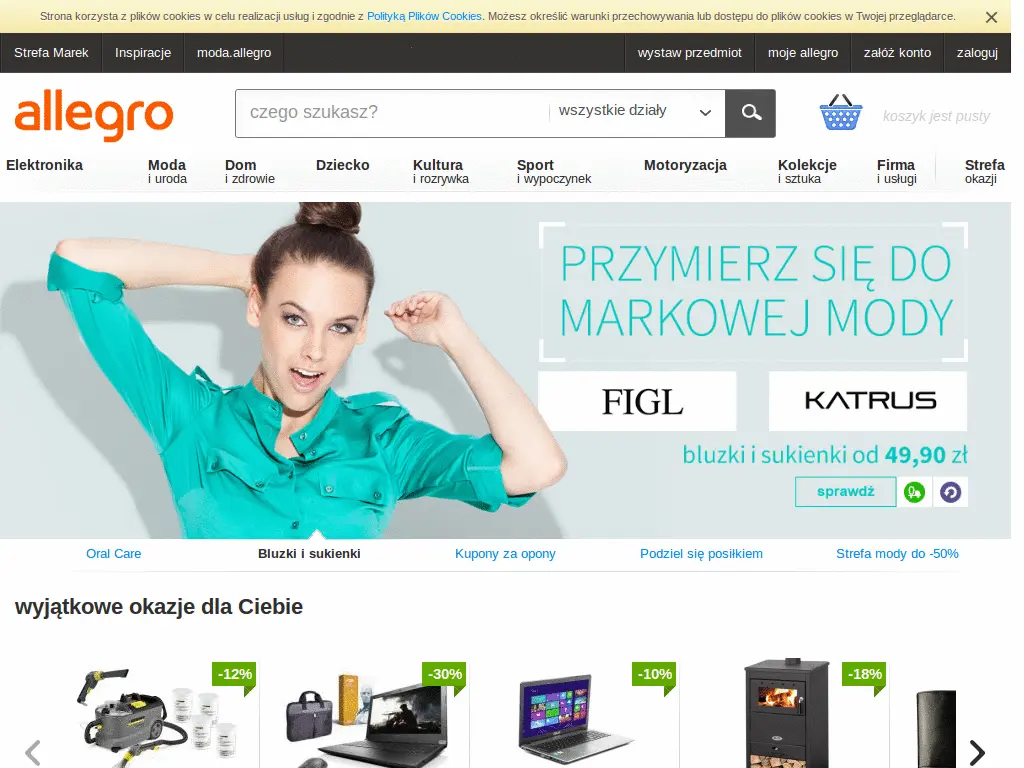 Strona korzysta z plików cookies w celu realizacji usług i zgodnie z Polityką Plików Cookies. Możesz określić warunki przechowywania lub dostępu do plików cookies w Twojej przeglądarce.
Strefa Marek Inspiracje moda.allegro wystaw przedmiot moje allegro załóż konto zaloguj
allegro czego szukasz? wszystkie działy koszyk jest pusty
Elektronika Moda Dom Dziecko Kultura Sport Motoryzacja Kolekcje Firma Strefa
i uroda i zdrowie i rozrywka i wypoczynek i sztuka i usługi okazji
PRZYMIERZ SIĘ DO
MARKOWEJ MODY
FIGL KATRUS
bluzki i sukienki od 49,90 zł
sprawdź
Oral Care Bluzki i sukienki Kupony za opony Podziel się posiłkiem Strefa mody do -50%
wyjątkowe okazje dla Ciebie
-12% -30% -10% -18%